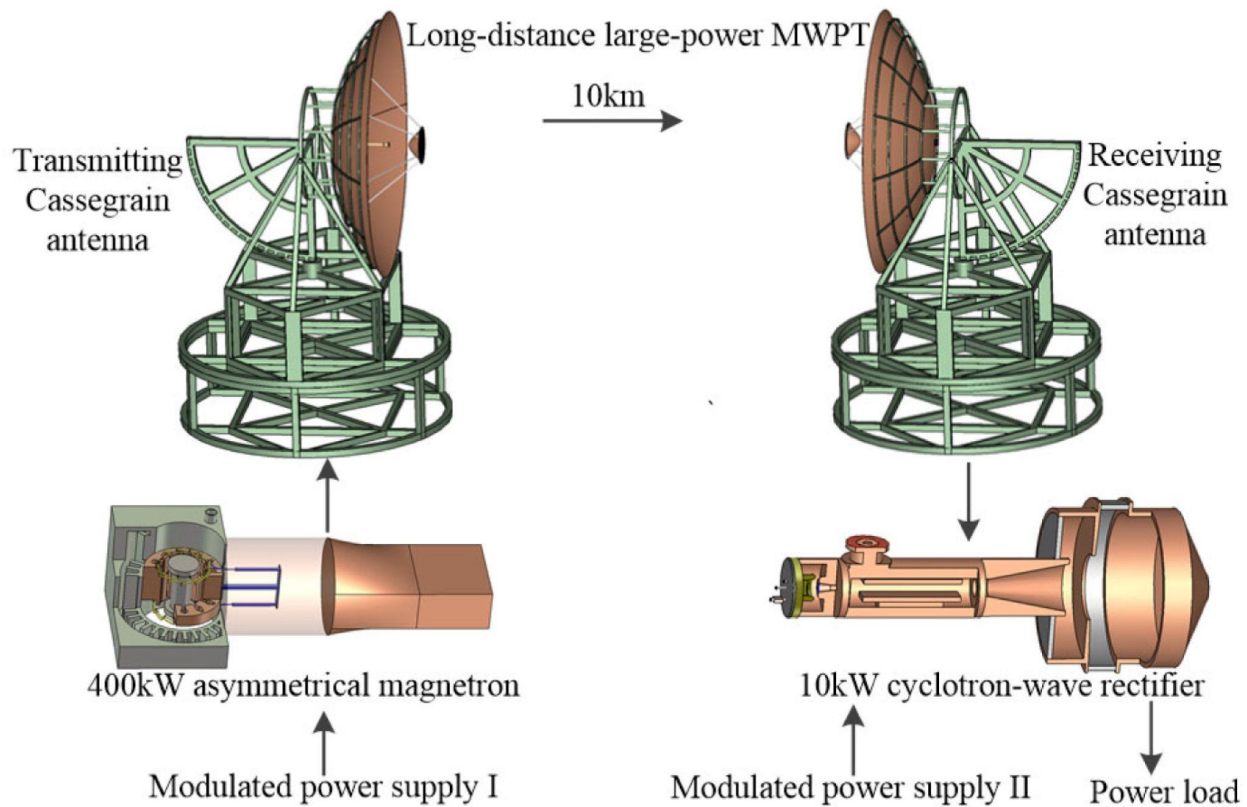 Long-distance large-power MWPT
10km
Transmitting
Cassegrain
antenna
Receiving
Cassegrain
antenna
400kW asymmetrical magnetron
10kW cyclotron-wave rectifier
Modulated power supply I
Modulated power supply II
Power load